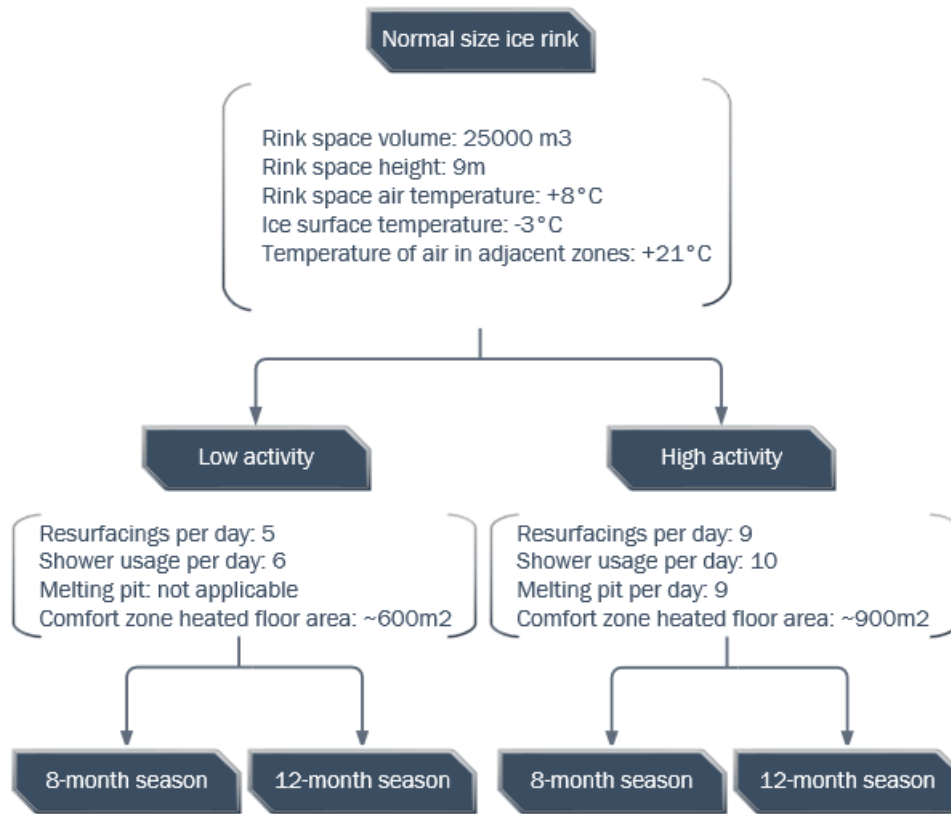 Normal size ice rink
Rink space volume: 25000 m3
Rink space height: 9m
Rink space air temperature: +8°C
Ice surface temperature: -3°C
Temperature of air in adjacent zones: +21°C
Low activity
High activity
Resurfacings per day: 5
Shower usage per day: 6
Melting pit: not applicable
Comfort zone heated floor area: ~600m2
Resurfacings per day: 9
Shower usage per day: 10
Melting pit per day: 9
Comfort zone heated floor area: ~900m2
8-month season
12-month season
8-month season
12-month season